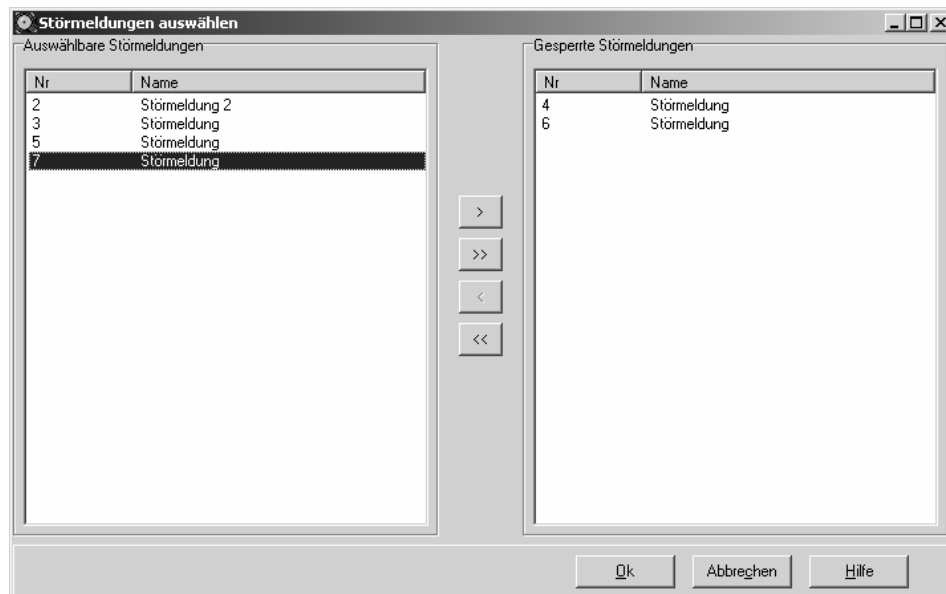 Störmeldungen auswählen
Auswählbare Störmeldungen
Nr Name
2 Störmeldung 2
3 Störmeldung
5 Störmeldung
7 Störmeldung
>
>>
<
<<
Gesperrte Störmeldungen
Nr Name
4 Störmeldung
6 Störmeldung
Ok Abbrechen Hilfe